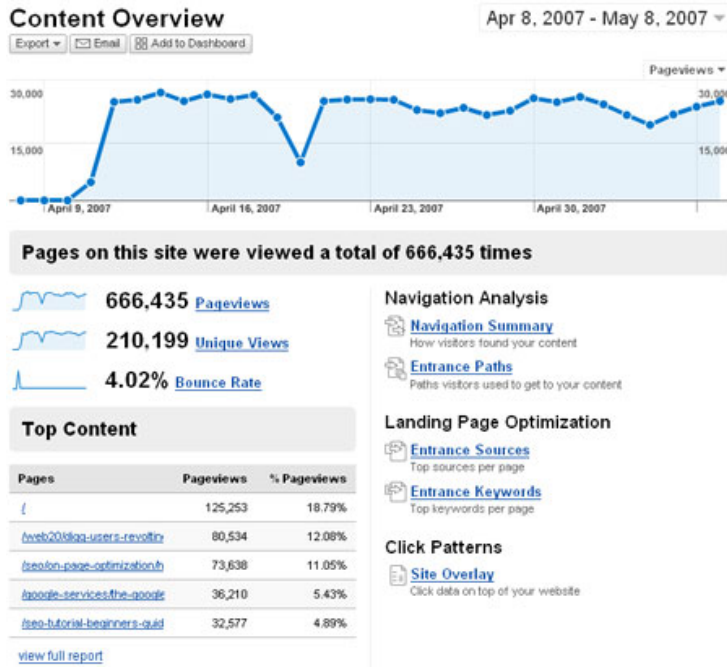 Content Overview
Apr 8, 2007 - May 8, 2007
Export Email Add to Dashboard
Pageviews
30,000 30,000
15,000 15,000
April 9, 2007 April 16, 2007 April 23, 2007 April 30, 2007
Pages on this site were viewed a total of 666,435 times
666,435 Pageviews
210,199 Unique Views
4.02% Bounce Rate
Top Content
Pages Pageviews % Pageviews
/ 125,253 18.79%
/web20/digg-users-revoltin 80,534 12.08%
/seo/on-page-optimization/h 73,638 11.05%
/google-services/the-google 36,210 5.43%
/seo-tutorial-beginners-guid 32,577 4.89%
view full report
Navigation Analysis
Navigation Summary
How visitors found your content
Entrance Paths
Paths visitors used to get to your content
Landing Page Optimization
Entrance Sources
Top sources per page
Entrance Keywords
Top keywords per page
Click Patterns
Site Overlay
Click data on top of your website